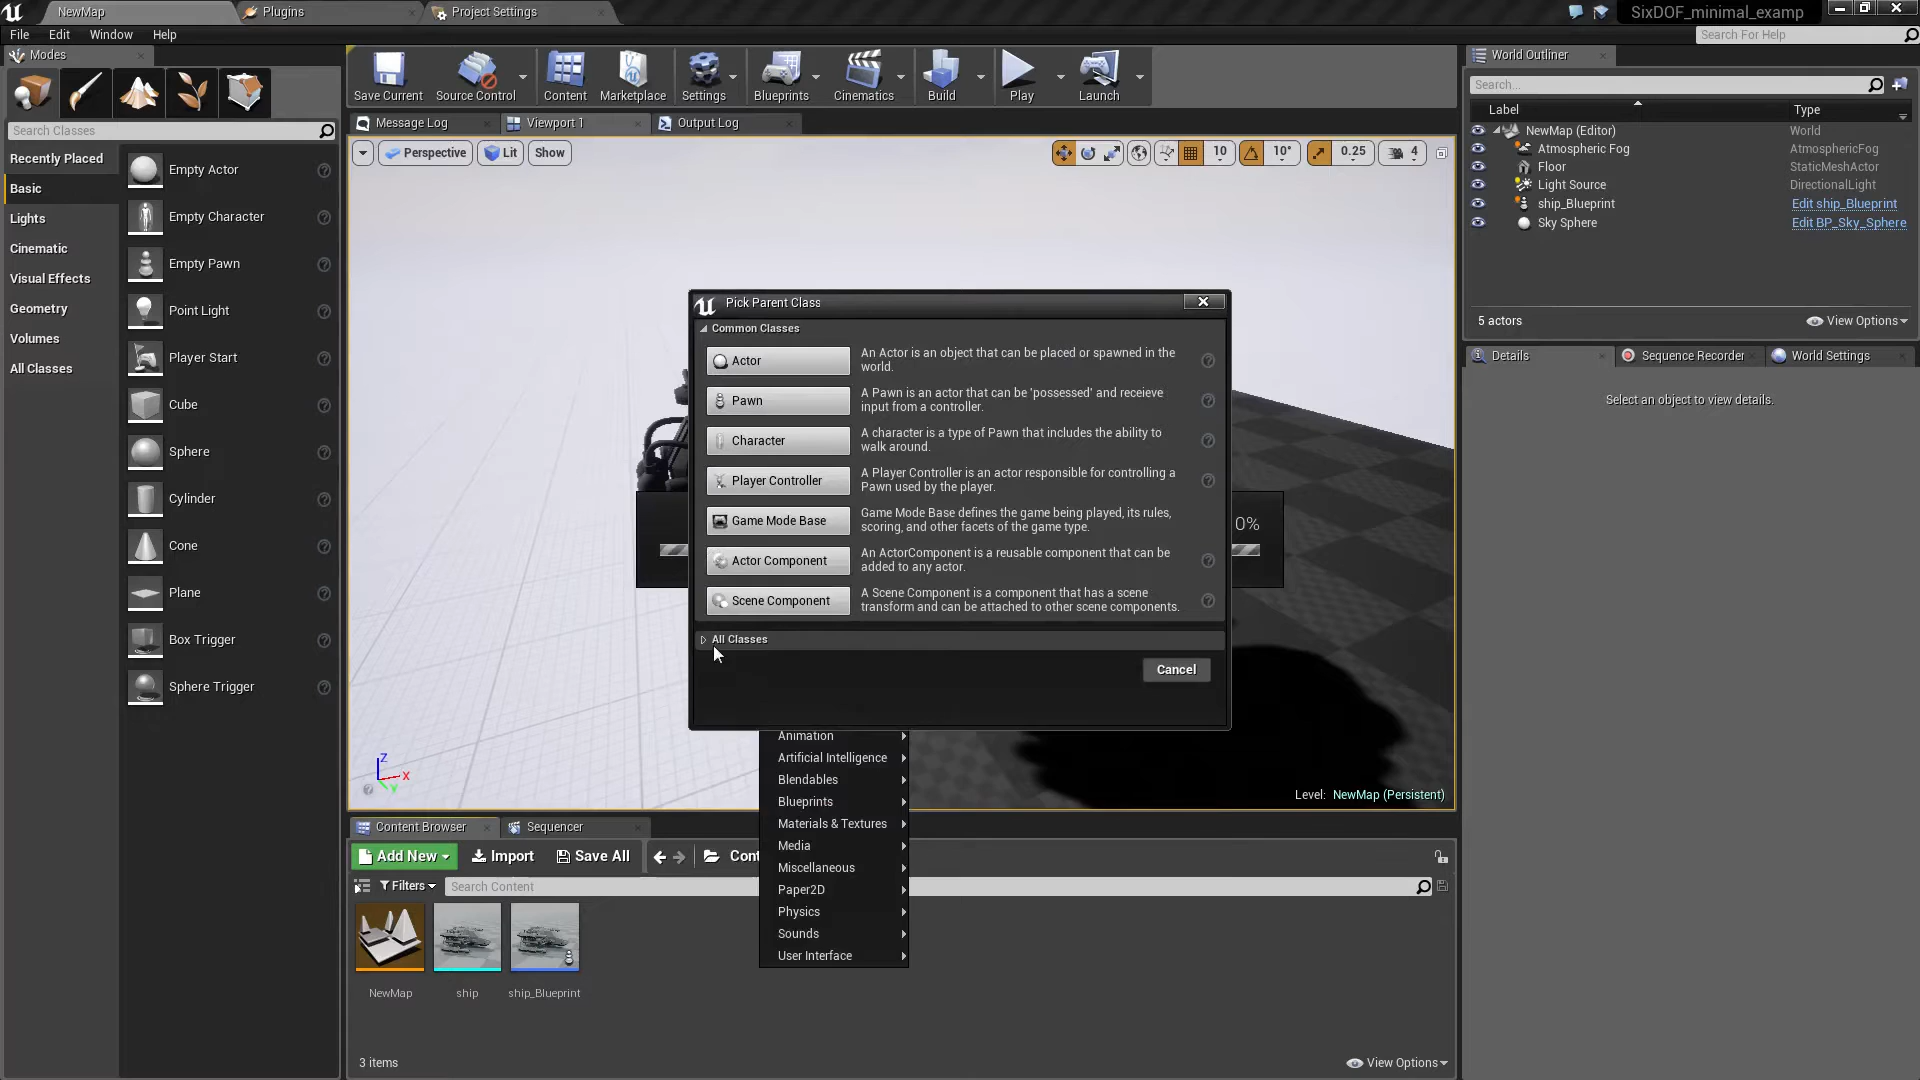 NewMap
Plugins
Project Settings
SixDOF_minimal_examp
File Edit Window Help
Search For Help
Modes
Save Current
Source Control
Content
Marketplace
Settings
Blueprints
Cinematics
Build
Play
Launch
World Outliner
Search...
Label
Type
Message Log
Viewport 1
Output Log
Search Classes
Perspective
Lit
Show
10
10°
0.25
4
NewMap (Editor) World
Atmospheric Fog AtmosphericFog
Floor StaticMeshActor
Light Source DirectionalLight
ship_Blueprint Edit ship_Blueprint
Sky Sphere Edit BP_Sky_Sphere
5 actors
View Options
Details
Sequence Recorder
World Settings
Select an object to view details.
Recently Placed
Basic
Lights
Cinematic
Visual Effects
Geometry
Volumes
All Classes
Empty Actor
Empty Character
Empty Pawn
Point Light
Player Start
Cube
Sphere
Cylinder
Cone
Plane
Box Trigger
Sphere Trigger
Pick Parent Class
Common Classes
Actor
An Actor is an object that can be placed or spawned in the
world.
Pawn
A Pawn is an actor that can be 'possessed' and receieve
input from a controller.
Character
A character is a type of Pawn that includes the ability to
walk around.
Player Controller
A Player Controller is an actor responsible for controlling a
Pawn used by the player.
Game Mode Base
Game Mode Base defines the game being played, its rules,
scoring, and other facets of the game type.
Actor Component
An ActorComponent is a reusable component that can be
added to any actor.
Scene Component
A Scene Component is a component that has a scene
transform and can be attached to other scene components.
All Classes
Cancel
0%
Z
X
Y
Level: NewMap (Persistent)
Animation
Artificial Intelligence
Blendables
Blueprints
Materials & Textures
Media
Miscellaneous
Paper2D
Physics
Sounds
User Interface
Content Browser
Sequencer
Add New
Import
Save All
Cont
Filters
Search Content
NewMap
ship
ship_Blueprint
3 items
View Options